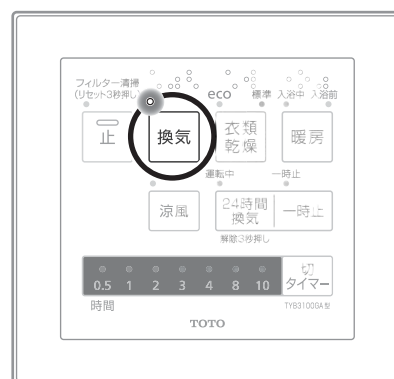 フィルター清掃
(リセット3秒押し)
eco 標準 入浴中 入浴前
止 換気 衣類乾燥 暖房
運転中 一時止
涼風 24時間換気 一時止
解除3秒押し
0.5 1 2 3 4 8 10 切タイマー
時間 TYB3100GA型
TOTO